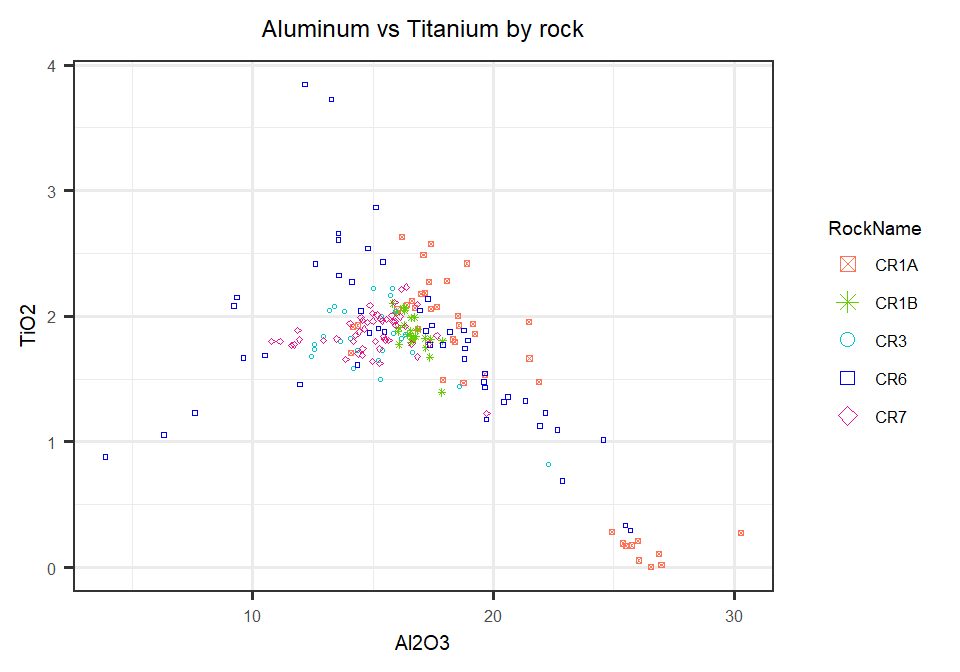 Aluminum vs Titanium by rock
4
3
2
1
0
TiO2
10 20 30
Al2O3
RockName
CR1A
CR1B
CR3
CR6
CR7